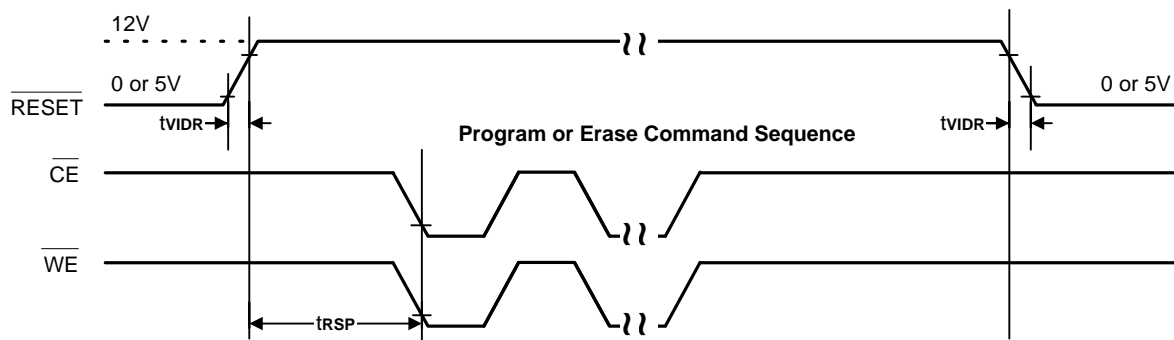 12V
0 or 5V
0 or 5V
RESET
tVIDR
Program or Erase Command Sequence
tVIDR
CE
WE
tRSP